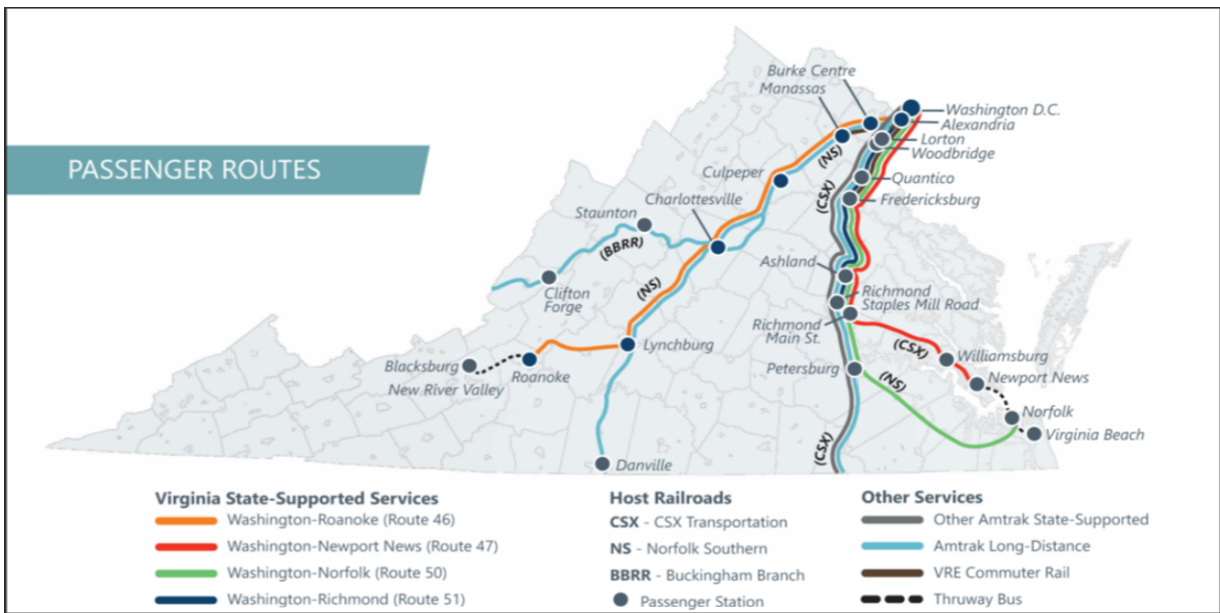 PASSENGER ROUTES
Burke Centre
Manassas
Washington D.C.
Alexandria
Lorton
Woodbridge
(NS)
Culpeper
Quantico
Charlottesville
(CSX)
Fredericksburg
Staunton
(BBRR)
Ashland
Clifton
Forge
(NS)
Richmond
Staples Mill Road
Richmond
Main St.
Lynchburg
(CSX)
Williamsburg
Blacksburg
New River Valley
Roanoke
Petersburg
(NS)
Newport News
Norfolk
Virginia Beach
(CSX)
Danville
Virginia State-Supported Services
Washington-Roanoke (Route 46)
Washington-Newport News (Route 47)
Washington-Norfolk (Route 50)
Washington-Richmond (Route 51)
Host Railroads
CSX - CSX Transportation
NS - Norfolk Southern
BBRR - Buckingham Branch
Passenger Station
Other Services
Other Amtrak State-Supported
Amtrak Long-Distance
VRE Commuter Rail
Thruway Bus